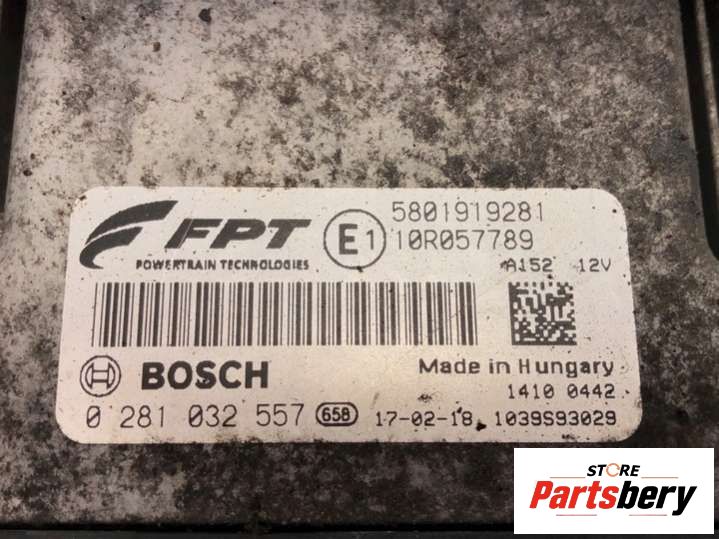 FPT
POWERTRAIN TECHNOLOGIES
E1
5801919281
10R057789
A152 12V
BOSCH
Made in Hungary
1410 0442
0 281 032 557 658 17-02-18 1039S93029
STORE
Partsbery